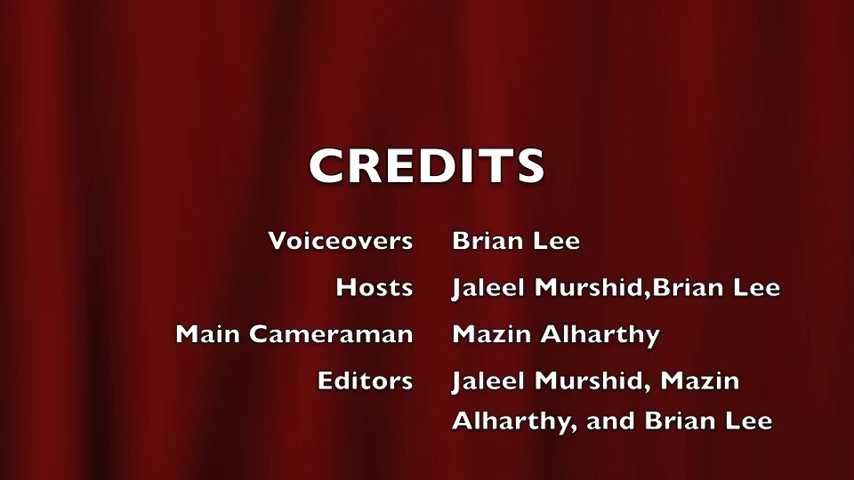 CREDITS
Voiceovers Brian Lee
Hosts Jaleel Murshid,Brian Lee
Main Cameraman Mazin Alharthy
Editors Jaleel Murshid, Mazin
Alharthy, and Brian Lee